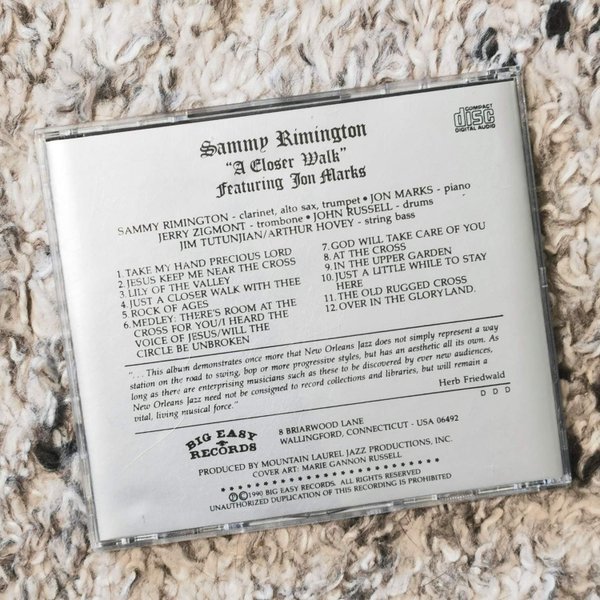 COMPACT
disc
DIGITAL AUDIO
Sammy Rimington
"A Closer Walk"
Featuring Jon Marks
SAMMY RIMINGTON - clarinet, alto sax, trumpet • JON MARKS - piano
JERRY ZIGMONT - trombone • JOHN RUSSELL - drums
JIM TUTUNJIAN/ARTHUR HOVEY - string bass
1. TAKE MY HAND PRECIOUS LORD
2. JESUS KEEP ME NEAR THE CROSS
3. LILY OF THE VALLEY
4. JUST A CLOSER WALK WITH THEE
5. ROCK OF AGES
6. MEDLEY: THERE'S ROOM AT THE
CROSS FOR YOU/I HEARD THE
VOICE OF JESUS/WILL THE
CIRCLE BE UNBROKEN
7. GOD WILL TAKE CARE OF YOU
8. AT THE CROSS
9. IN THE UPPER GARDEN
10. JUST A LITTLE WHILE TO STAY
HERE
11. THE OLD RUGGED CROSS
12. OVER IN THE GLORYLAND.
". . . This album demonstrates once more that New Orleans Jazz does not simply represent a way
station on the road to swing, bop or more progressive styles, but has an aesthetic all its own. As
long as there are enterprising musicians such as these to be discovered by ever new audiences,
New Orleans Jazz need not be consigned to record collections and libraries, but will remain a
vital, living musical force."
Herb Friedwald
D D D
BIG EASY
RECORDS
8 BRIARWOOD LANE
WALLINGFORD, CONNECTICUT - USA 06492
PRODUCED BY MOUNTAIN LAUREL JAZZ PRODUCTIONS, INC.
COVER ART: MARIE GANNON RUSSELL
℗ © 1990 BIG EASY RECORDS. ALL RIGHTS RESERVED
UNAUTHORIZED DUPLICATION OF THIS RECORDING IS PROHIBITED